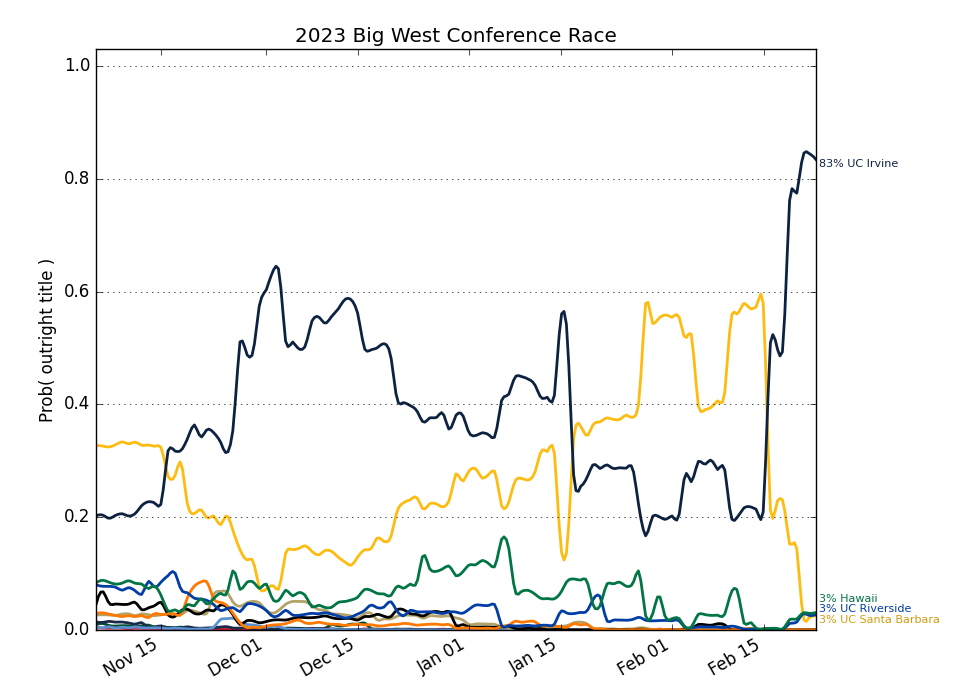 2023 Big West Conference Race
Prob( outright title )
1.0
0.8
0.6
0.4
0.2
0.0
83% UC Irvine
3% Hawaii
3% UC Riverside
3% UC Santa Barbara
Nov 15
Dec 01
Dec 15
Jan 01
Jan 15
Feb 01
Feb 15